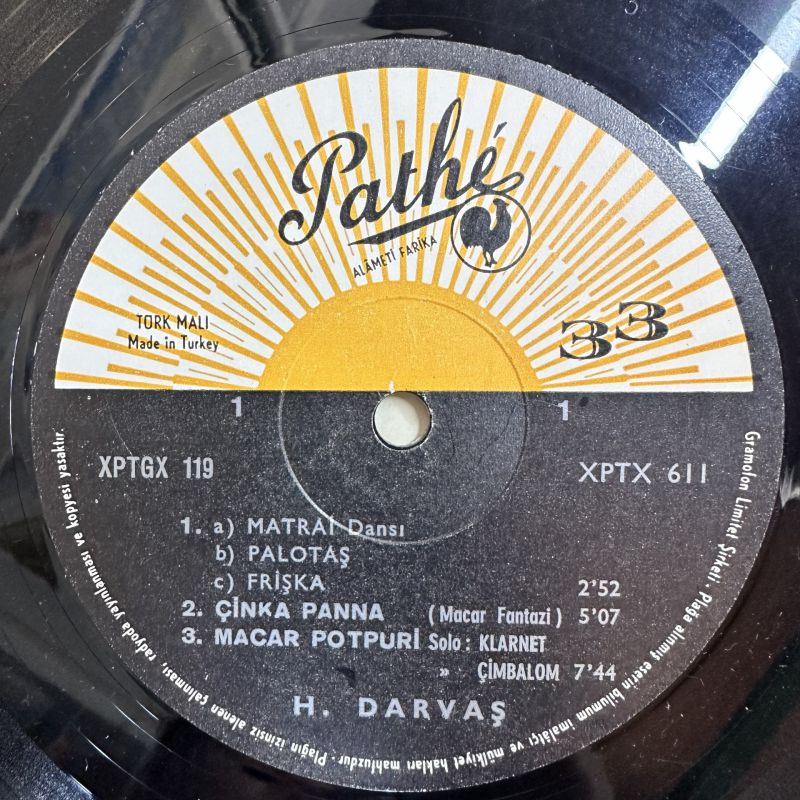 Pathé
ALÂMETİ FARİKA
TÜRK MALI
Made in Turkey
33
1
1
XPTGX 119
XPTX 611
1. a) MATRAİ Dansı
b) PALOTAŞ
c) FRİŞKA 2'52
2. ÇİNKA PANNA (Macar Fantazi) 5'07
3. MACAR POTPURİ Solo: KLARNET
» ÇİMBALOM 7'44
H. DARVAŞ
Gramofon Limitet Şirketi - Plağa alınmış eserin bilumum imalâtçı ve mülkiyet hakları mahfuzdur - Plağın izinsiz alenen çalınması, radyoda yayınlanması ve kopyesi yasaktır.